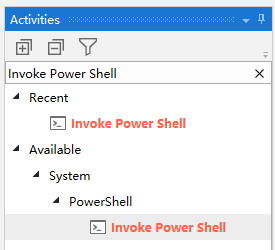 Activities
Invoke Power Shell
Recent
Invoke Power Shell
Available
System
PowerShell
Invoke Power Shell